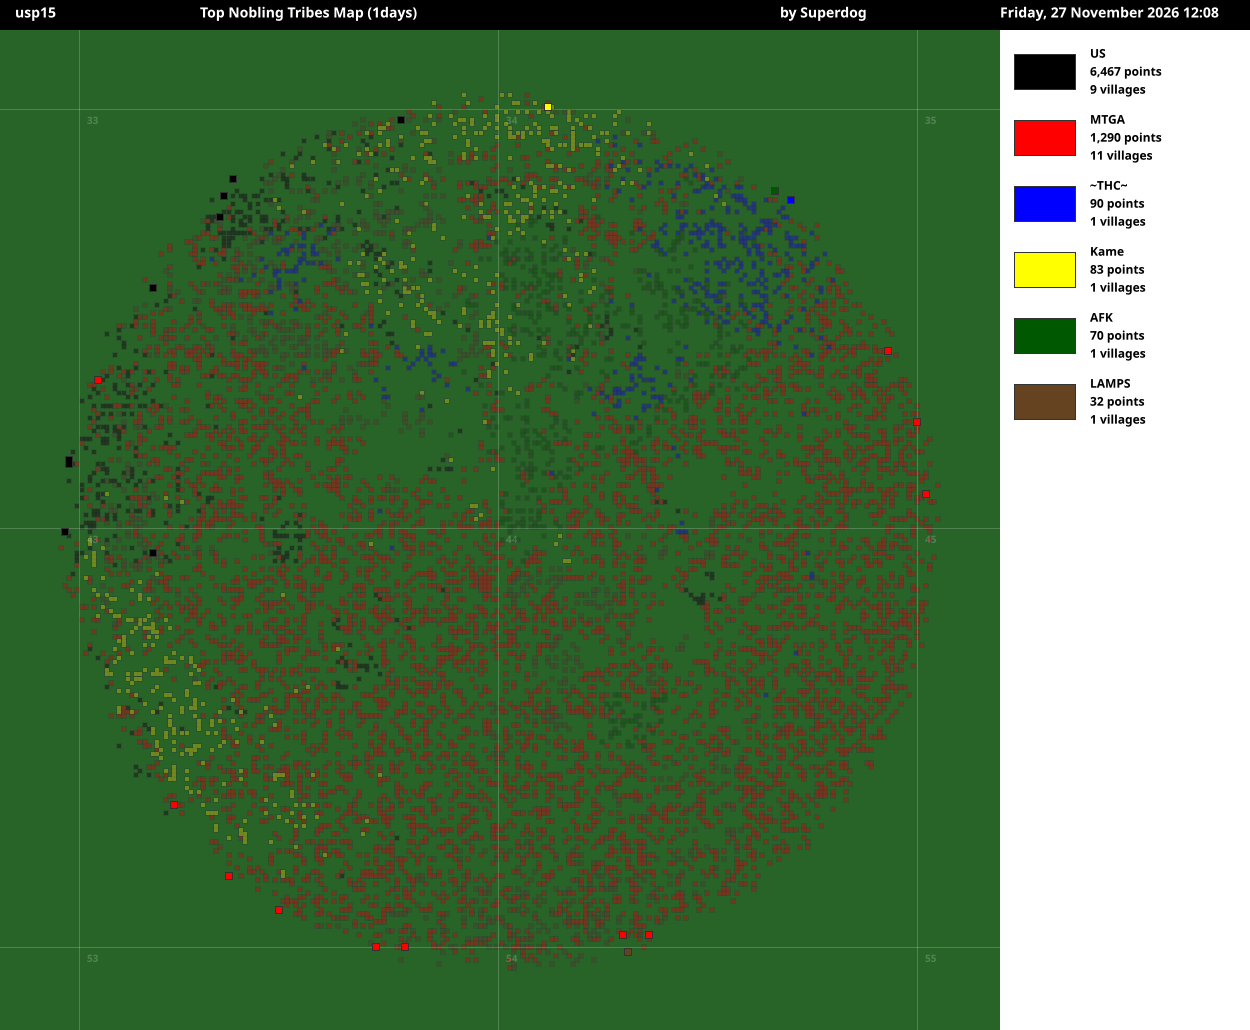 usp15 Top Nobling Tribes Map (1days) by Superdog Friday, 27 November 2026 12:08
US
6,467 points
9 villages
MTGA
1,290 points
11 villages
~THC~
90 points
1 villages
Kame
83 points
1 villages
AFK
70 points
1 villages
LAMPS
32 points
1 villages
33 34 35
43 44 45
53 54 55